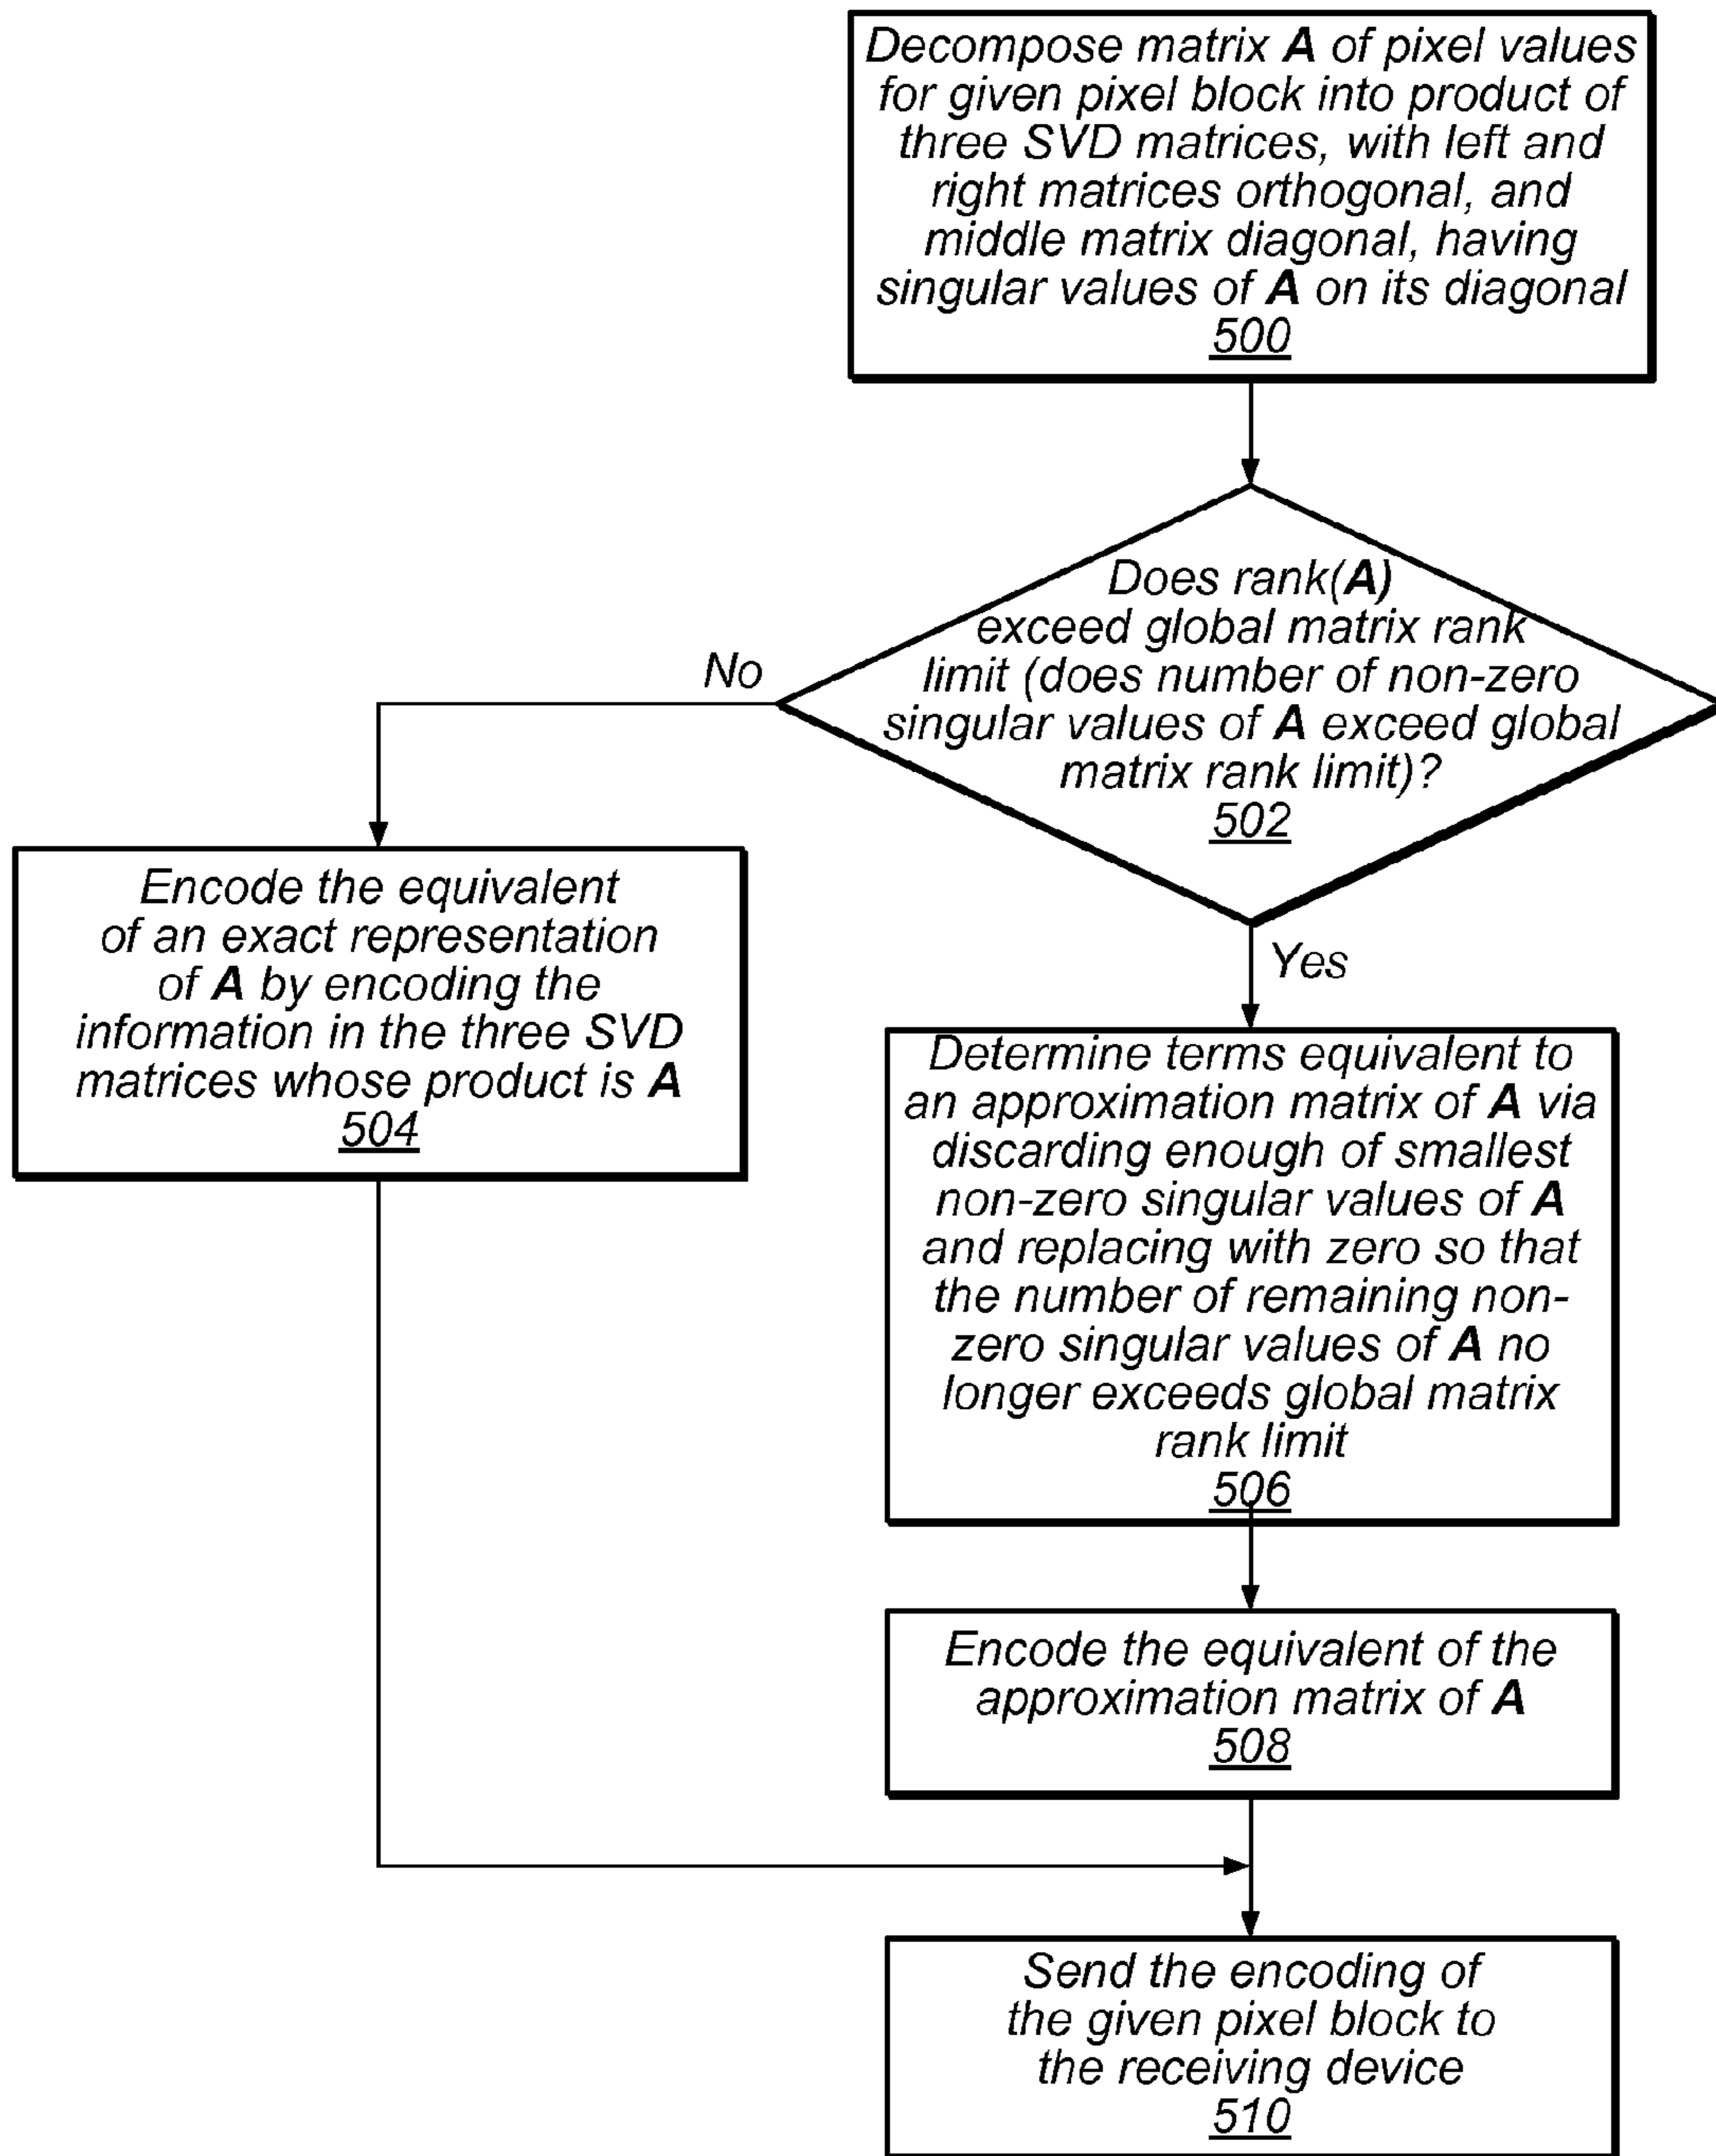 Decompose matrix A of pixel values
for given pixel block into product of
three SVD matrices, with left and
right matrices orthogonal, and
middle matrix diagonal, having
singular values of A on its diagonal
500
Does rank(A)
exceed global matrix rank
limit (does number of non-zero
singular values of A exceed global
matrix rank limit)?
502
No
Yes
Encode the equivalent
of an exact representation
of A by encoding the
information in the three SVD
matrices whose product is A
504
Determine terms equivalent to
an approximation matrix of A via
discarding enough of smallest
non-zero singular values of A
and replacing with zero so that
the number of remaining non-
zero singular values of A no
longer exceeds global matrix
rank limit
506
Encode the equivalent of the
approximation matrix of A
508
Send the encoding of
the given pixel block to
the receiving device
510